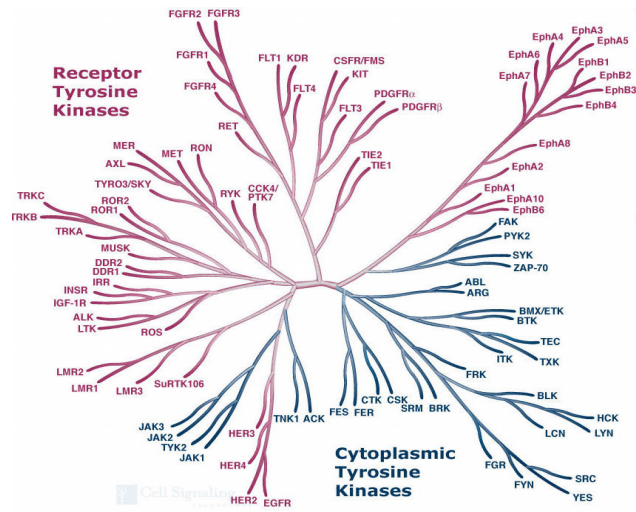 FGFR2 FGFR3
FGFR1
FGFR4
RET
FLT1 KDR
FLT4
CSFR/FMS
KIT
FLT3
PDGFRα
PDGFRβ
TIE2
TIE1
EphA4
EphA3
EphA5
EphA6
EphA7
EphB1
EphB2
EphB3
EphB4
EphA8
EphA2
EphA1
EphA10
EphB6
Receptor
Tyrosine
Kinases
MER
AXL
TYRO3/SKY
MET
RON
RYK
CCK4/
PTK7
TRKC
TRKB
TRKA
ROR2
ROR1
MUSK
DDR2
DDR1
IRR
INSR
IGF-1R
ALK
LTK
ROS
LMR2
LMR1
LMR3
SuRTK106
FAK
PYK2
SYK
ZAP-70
ABL
ARG
BMX/ETK
BTK
TEC
TXK
ITK
FRK
BLK
HCK
LYN
LCN
SRC
YES
FYN
FGR
BRK
SRM
CSK
CTK
FER
FES
ACK
TNK1
JAK3
JAK2
TYK2
JAK1
HER3
HER4
HER2
EGFR
Cytoplasmic
Tyrosine
Kinases
Cell Signaling